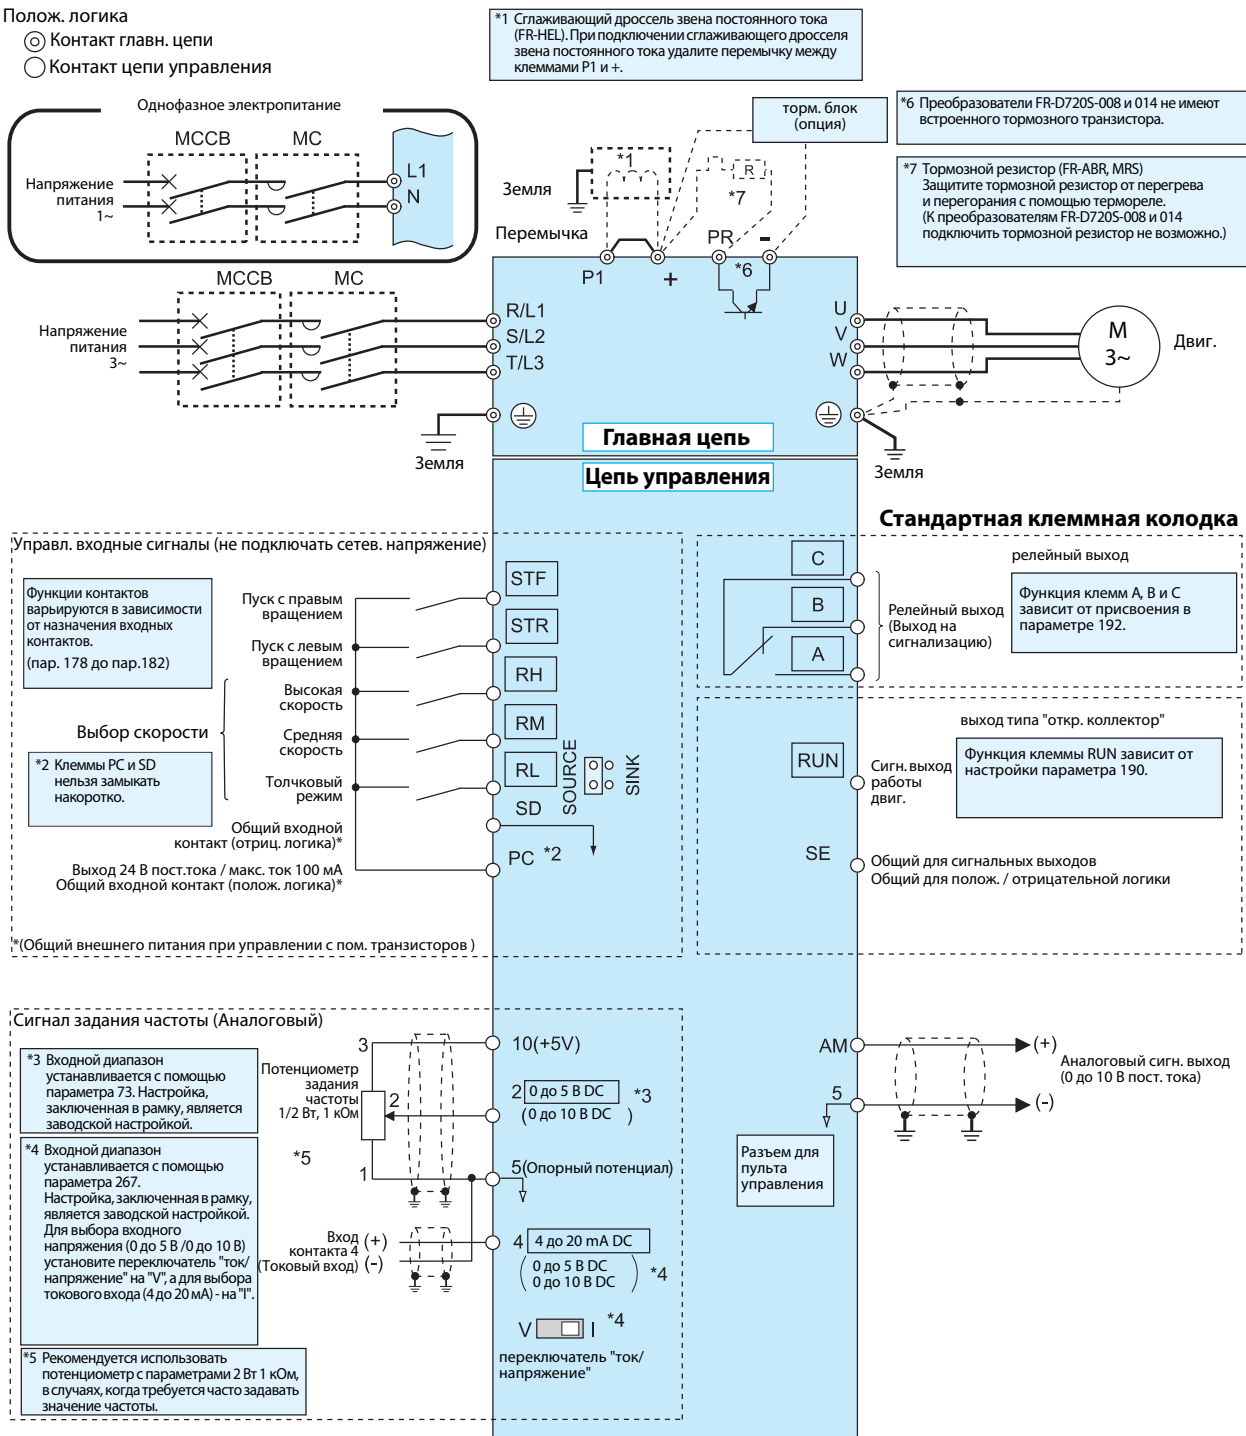 Полож. логика
Контакт главн. цепи
Контакт цепи управления
*1 Сглаживающий дроссель звена постоянного тока
(FR-HEL). При подключении сглаживающего дросселя
звена постоянного тока удалите перемычку между
клеммами P1 и +.
Однофазное электропитание
MCCB
MC
L1
N
Напряжение
питания
1~
*1
Земля
Перемычка
торм. блок
(опция)
R
*7
PR
-
P1
+
*6
*6 Преобразователи FR-D720S-008 и 014 не имеют
встроенного тормозного транзистора.
*7 Тормозной резистор (FR-ABR, MRS)
Защитите тормозной резистор от перегрева
и перегорания с помощью термореле.
(К преобразователям FR-D720S-008 и 014
подключить тормозной резистор не возможно.)
MCCB
MC
Напряжение
питания
3~
R/L1
S/L2
T/L3
U
V
W
M
3~
Двиг.
Земля
Земля
Главная цепь
Цепь управления
Стандартная клеммная колодка
Управл. входные сигналы (не подключать сетев. напряжение)
Функции контактов
варьируются в зависимости
от назначения входных
контактов.
(пар. 178 до пар.182)
Пуск с правым
вращением
Пуск с левым
вращением
Высокая
скорость
Средняя
скорость
Толчковый
режим
Выбор скорости
*2 Клеммы PC и SD
нельзя замыкать
накоротко.
Общий входной
контакт (отриц. логика)*
Выход 24 В пост.тока / макс. ток 100 мА
Общий входной контакт (полож. логика)*
*(Общий внешнего питания при управлении с пом. транзисторов )
STF
STR
RH
RM
RL
SD
PC *2
SOURCE
SINK
C
B
A
релейный выход
Релейный выход
(Выход на
сигнализацию)
Функция клемм A, B и C
зависит от присвоения в
параметре 192.
выход типа "откр. коллектор"
RUN
Сигн. выход
работы
двиг.
Функция клеммы RUN зависит от
настройки параметра 190.
SE
Общий для сигнальных выходов
Общий для полож. / отрицательной логики
Сигнал задания частоты (Аналоговый)
*3 Входной диапазон
устанавливается с помощью
параметра 73. Настройка,
заключенная в рамку, является
заводской настройкой.
*4 Входной диапазон
устанавливается с помощью
параметра 267.
Настройка, заключенная в рамку,
является заводской настройкой.
Для выбора входного
напряжения (0 до 5 В /0 до 10 В)
установите переключатель "ток/
напряжение" на "V", а для выбора
токового входа (4 до 20 мА) - на "I".
*5 Рекомендуется использовать
потенциометр с параметрами 2 Вт 1 кОм,
в случаях, когда требуется часто задавать
значение частоты.
Потенциометр
задания
частоты
1/2 Вт, 1 кОм
*5
3
2
1
Вход
контакта 4
(Токовый вход)
(+)
(-)
10(+5V)
2 0 до 5 В DC *3
(0 до 10 В DC )
5(Опорный потенциал)
4 4 до 20 mA DC
(0 до 5 В DC
0 до 10 В DC) *4
V I *4
переключатель "ток/
напряжение"
AM
5
(+)
(-)
Аналоговый сигн. выход
(0 до 10 В пост. тока)
Разъем для
пульта
управления